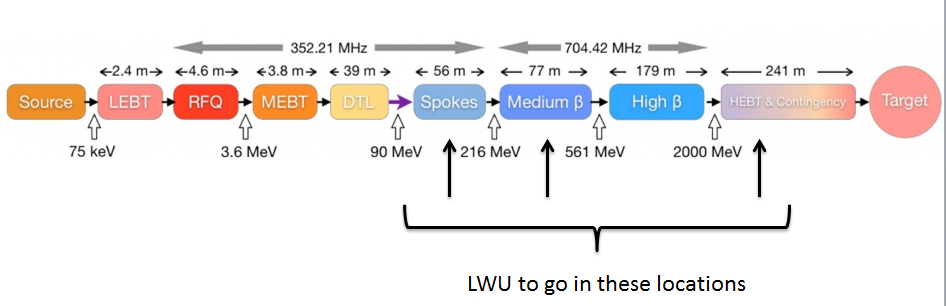 352.21 MHz 704.42 MHz
2.4 m 4.6 m 3.8 m 39 m 56 m 77 m 179 m 241 m
Source LEBT RFQ MEBT DTL Spokes Medium β High β HEBT & Contingency Target
75 keV 3.6 MeV 90 MeV 216 MeV 561 MeV 2000 MeV
LWU to go in these locations